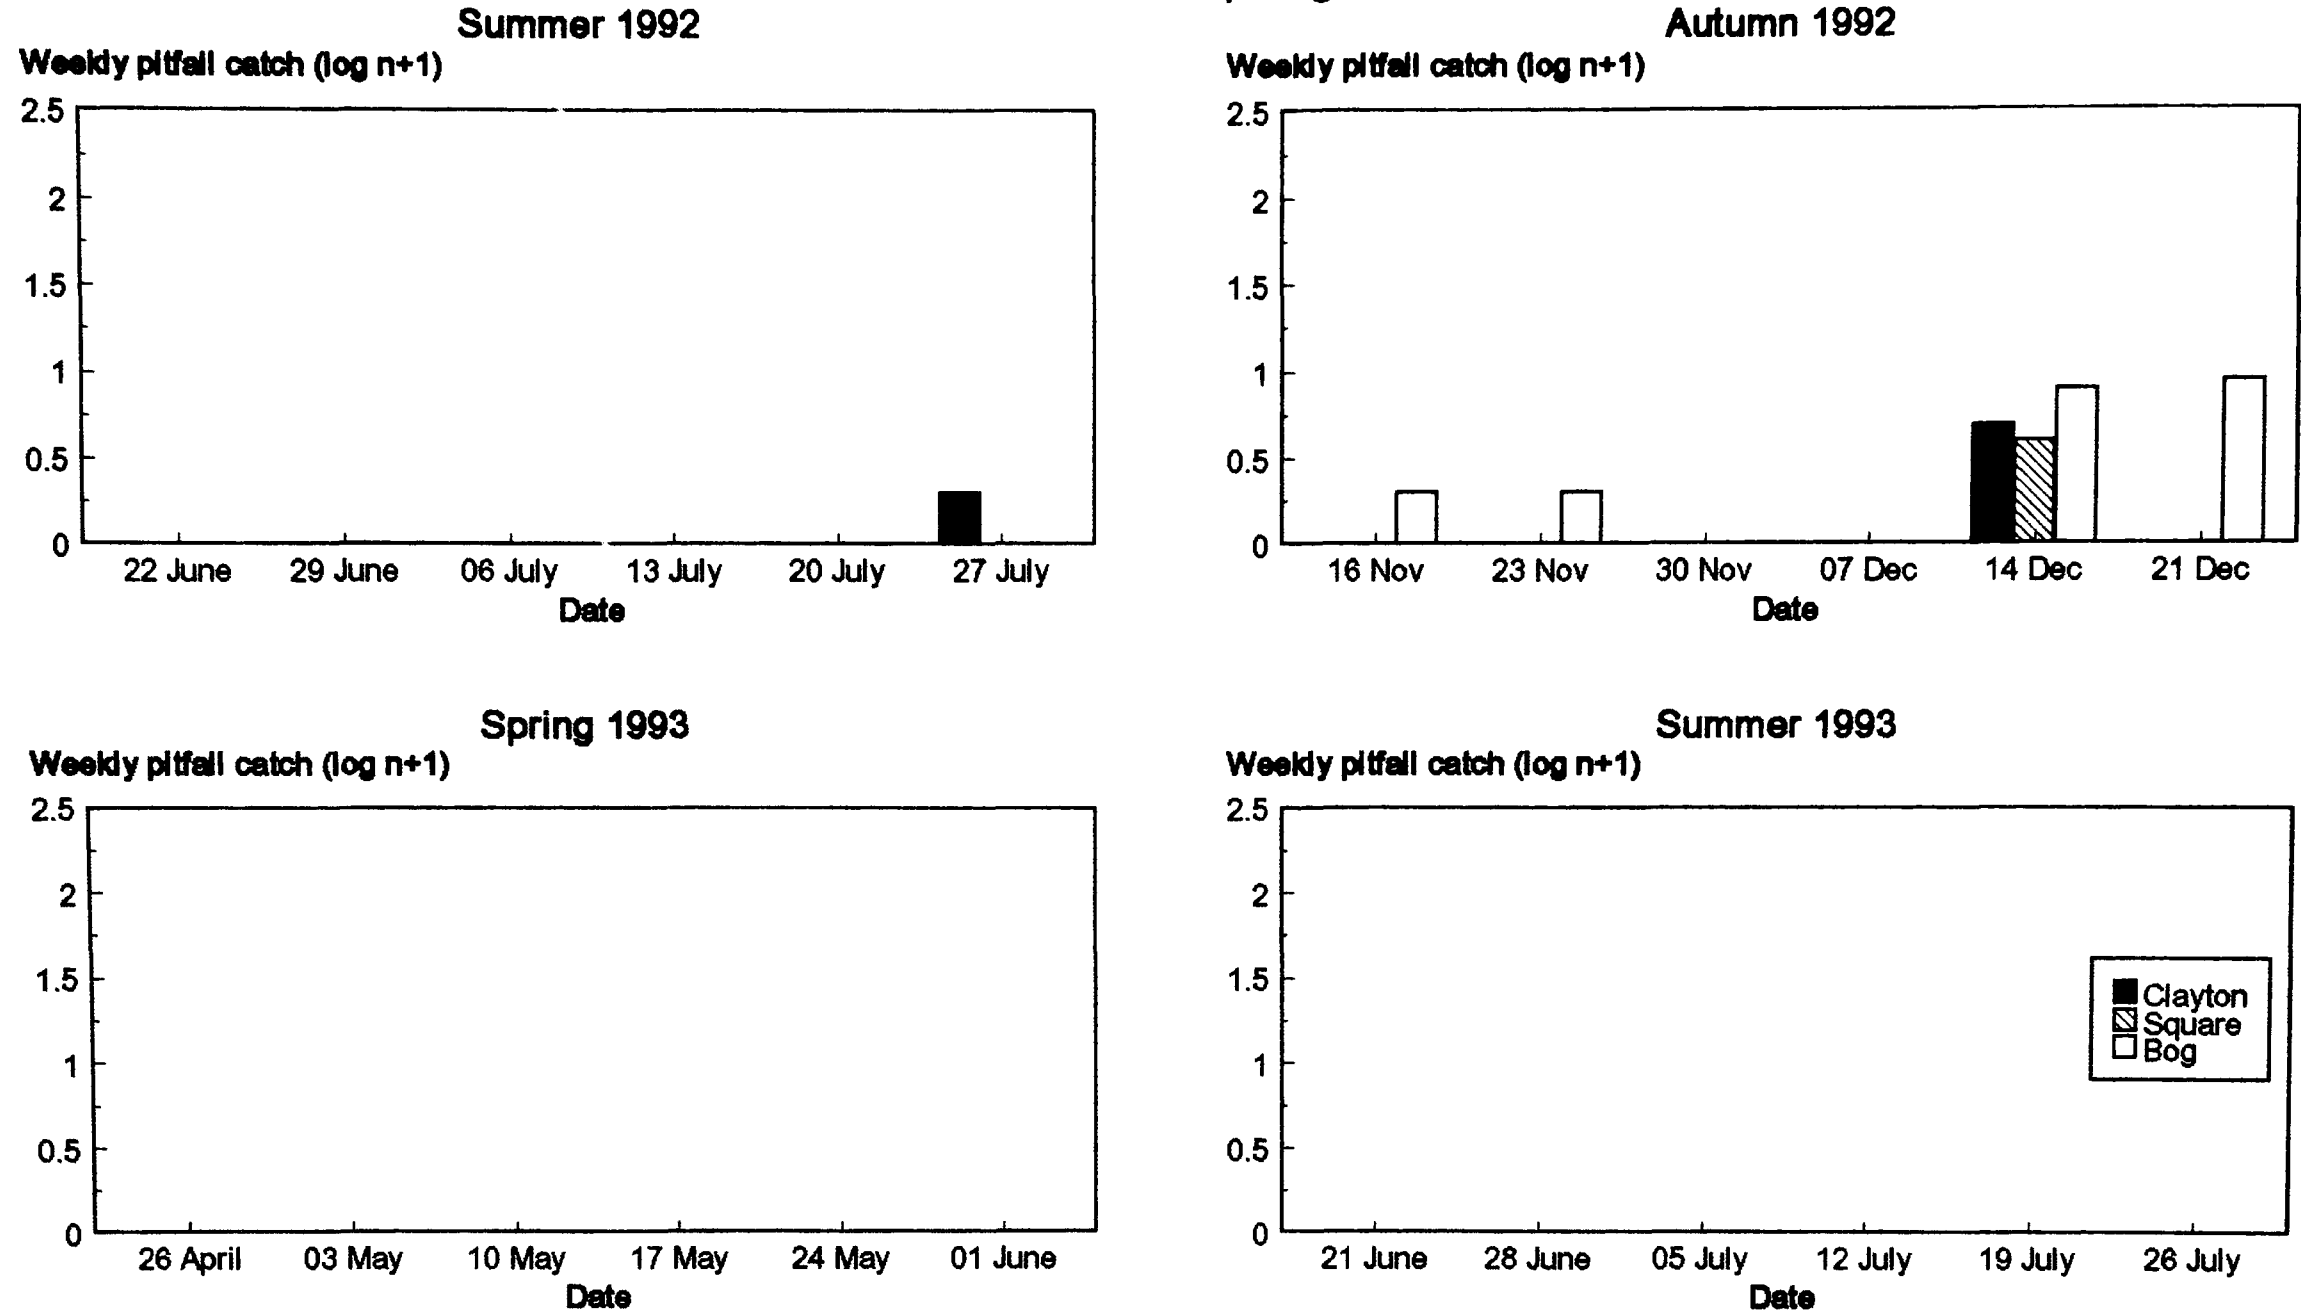 Summer 1992
Weekly pitfall catch (log n+1)
2.5
2
1.5
1
0.5
0
22 June 29 June 06 July 13 July 20 July 27 July
Date
Autumn 1992
Weekly pitfall catch (log n+1)
2.5
2
1.5
1
0.5
0
16 Nov 23 Nov 30 Nov 07 Dec 14 Dec 21 Dec
Date
Spring 1993
Weekly pitfall catch (log n+1)
2.5
2
1.5
1
0.5
0
26 April 03 May 10 May 17 May 24 May 01 June
Date
Summer 1993
Weekly pitfall catch (log n+1)
2.5
2
1.5
1
0.5
0
Clayton
Square
Bog
21 June 28 June 05 July 12 July 19 July 26 July
Date